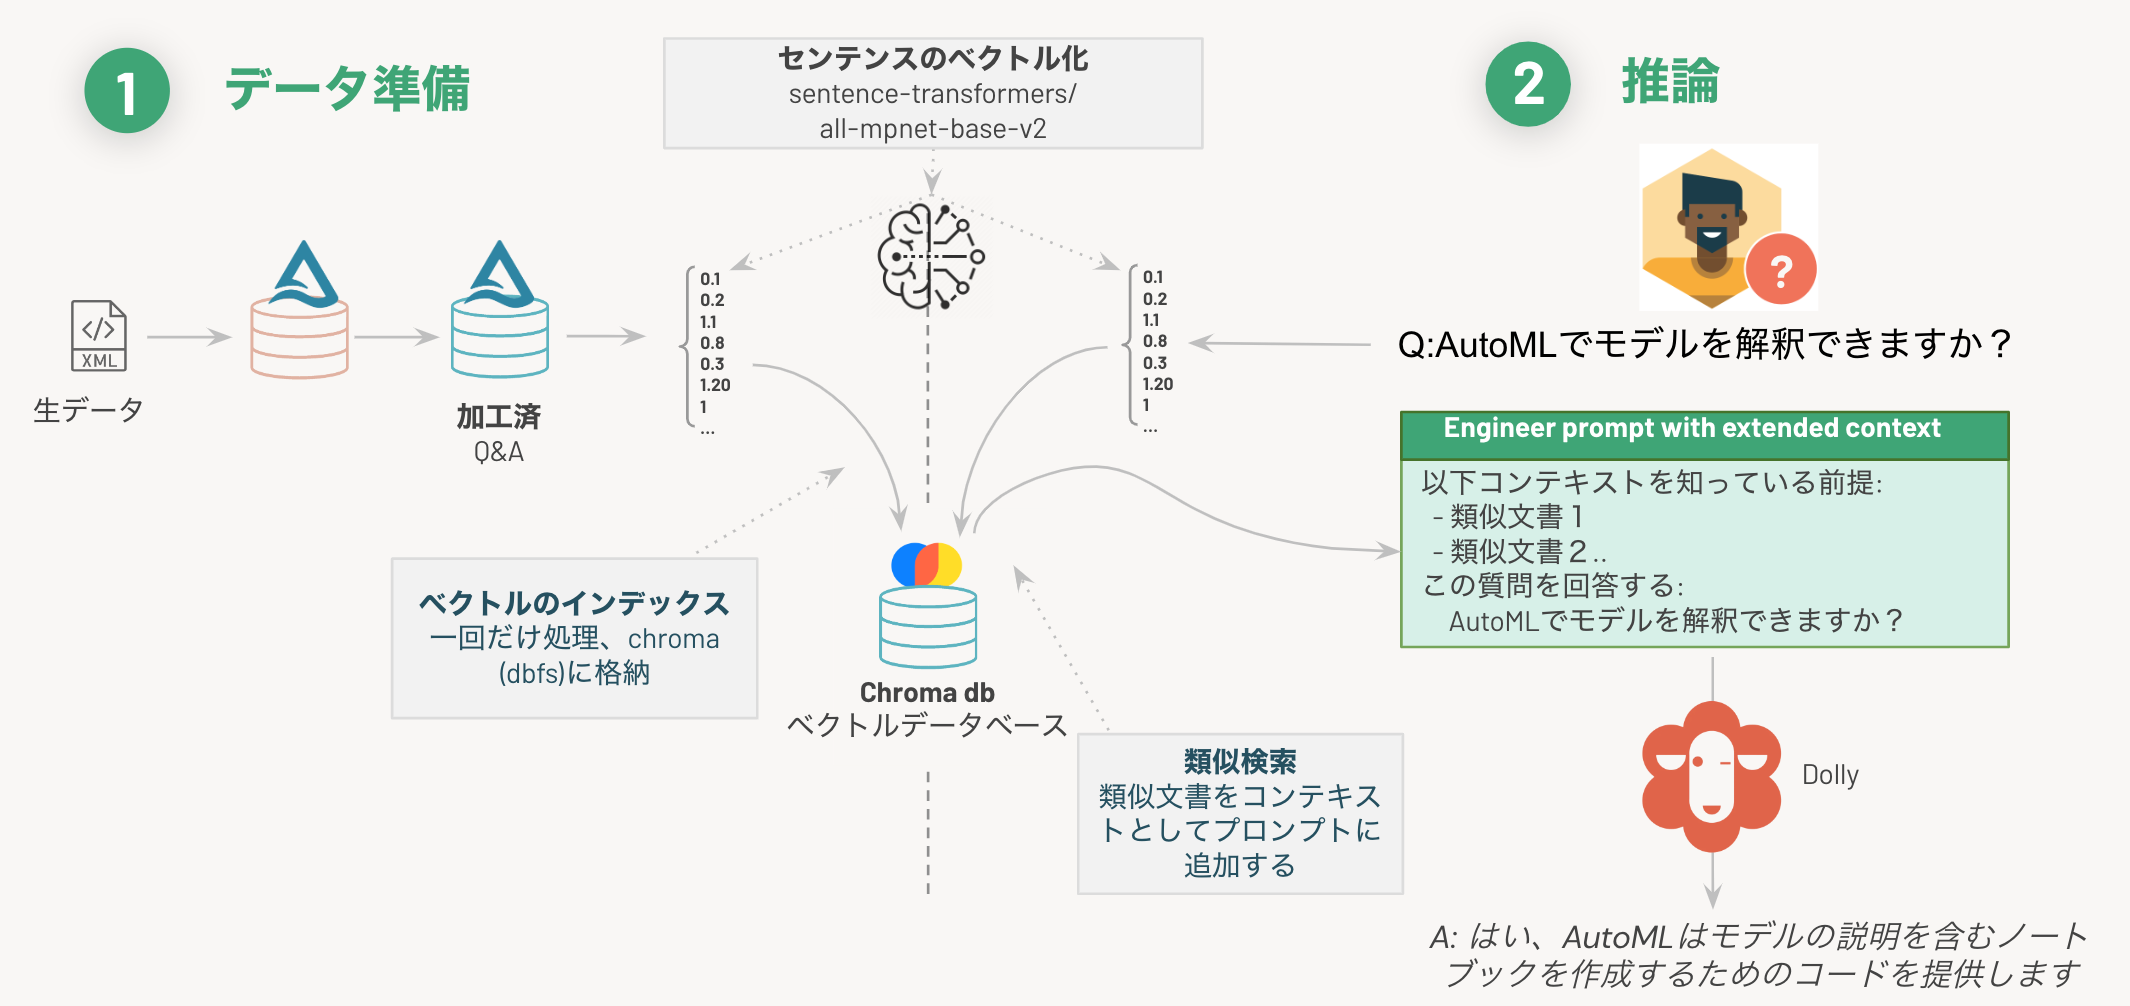 1
データ準備
センテンスのベクトル化
sentence-transformers/
all-mpnet-base-v2
2
推論
?
</>
XML
生データ
加工済
Q&A
0.1
0.2
1.1
0.8
0.3
1.20
1
...
0.1
0.2
1.1
0.8
0.3
1.20
1
...
Q:AutoMLでモデルを解釈できますか？
Engineer prompt with extended context
以下コンテキストを知っている前提:
- 類似文書１
- 類似文書２..
この質問を回答する:
AutoMLでモデルを解釈できますか？
ベクトルのインデックス
一回だけ処理、chroma
(dbfs)に格納
Chroma db
ベクトルデータベース
類似検索
類似文書をコンテキス
トとしてプロンプトに
追加する
Dolly
A: はい、AutoMLはモデルの説明を含むノート
ブックを作成するためのコードを提供します